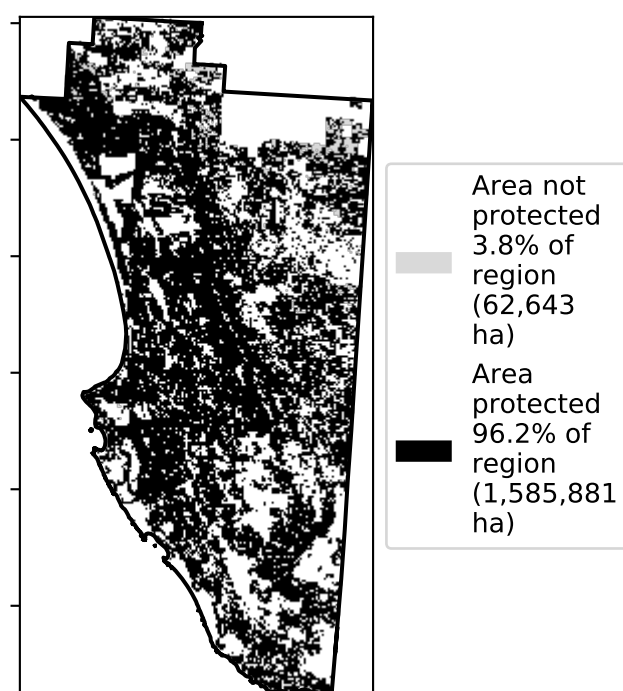 Area not
protected
3.8% of
region
(62,643
ha)
Area
protected
96.2% of
region
(1,585,881
ha)